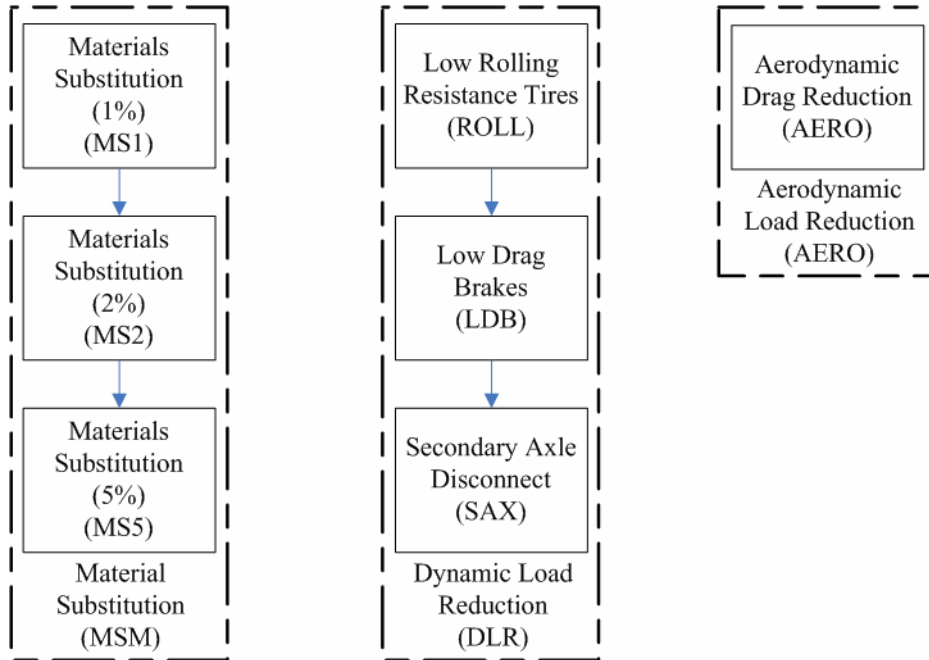 Materials
Substitution
(1%)
(MS1)
Materials
Substitution
(2%)
(MS2)
Materials
Substitution
(5%)
(MS5)
Material
Substitution
(MSM)
Low Rolling
Resistance Tires
(ROLL)
Low Drag
Brakes
(LDB)
Secondary Axle
Disconnect
(SAX)
Dynamic Load
Reduction
(DLR)
Aerodynamic
Drag Reduction
(AERO)
Aerodynamic
Load Reduction
(AERO)